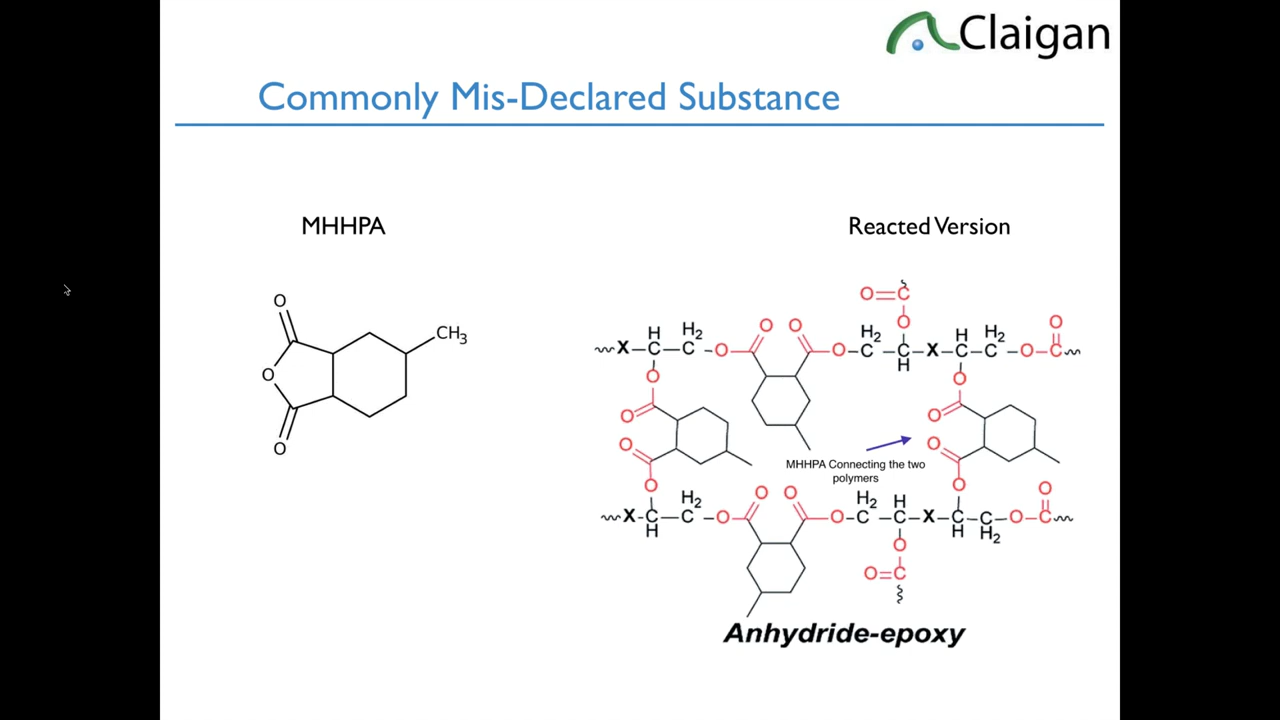 Claigan
Commonly Mis-Declared Substance
MHHPA
Reacted Version
O
CH3
O
O
O=C
O
H
H2
O
O
H2
H
H2
O
X-C-C-O
O-C-C-X-C-C-O-C
O
H
O
O
O
O
O
MHHPA Connecting the two
polymers
O
O
H2
O
O
H2
H
O
X-C-C-O
O-C-C-X-C-C-O-C
H
H
H2
O
O=C
Anhydride-epoxy